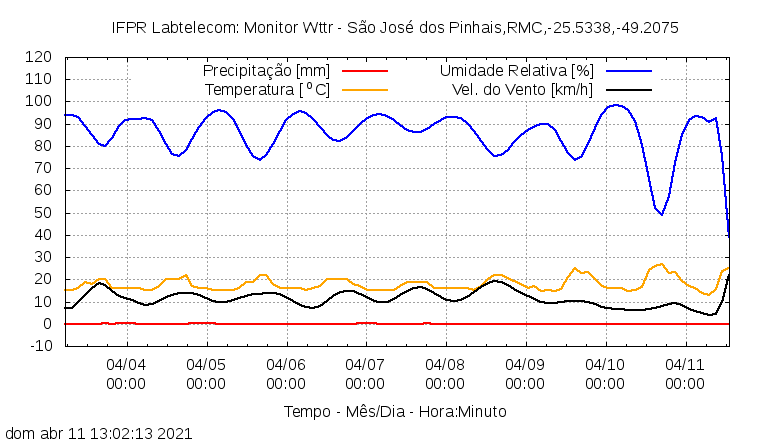 IFPR Labtelecom: Monitor Wttr - São José dos Pinhais,RMC,-25.5338,-49.2075
120
110
100
90
80
70
60
50
40
30
20
10
0
-10
Precipitação [mm]
Temperatura [⁰C]
Umidade Relativa [%]
Vel. do Vento [km/h]
04/04 04/05 04/06 04/07 04/08 04/09 04/10 04/11
00:00 00:00 00:00 00:00 00:00 00:00 00:00 00:00
Tempo - Mês/Dia - Hora:Minuto
dom abr 11 13:02:13 2021